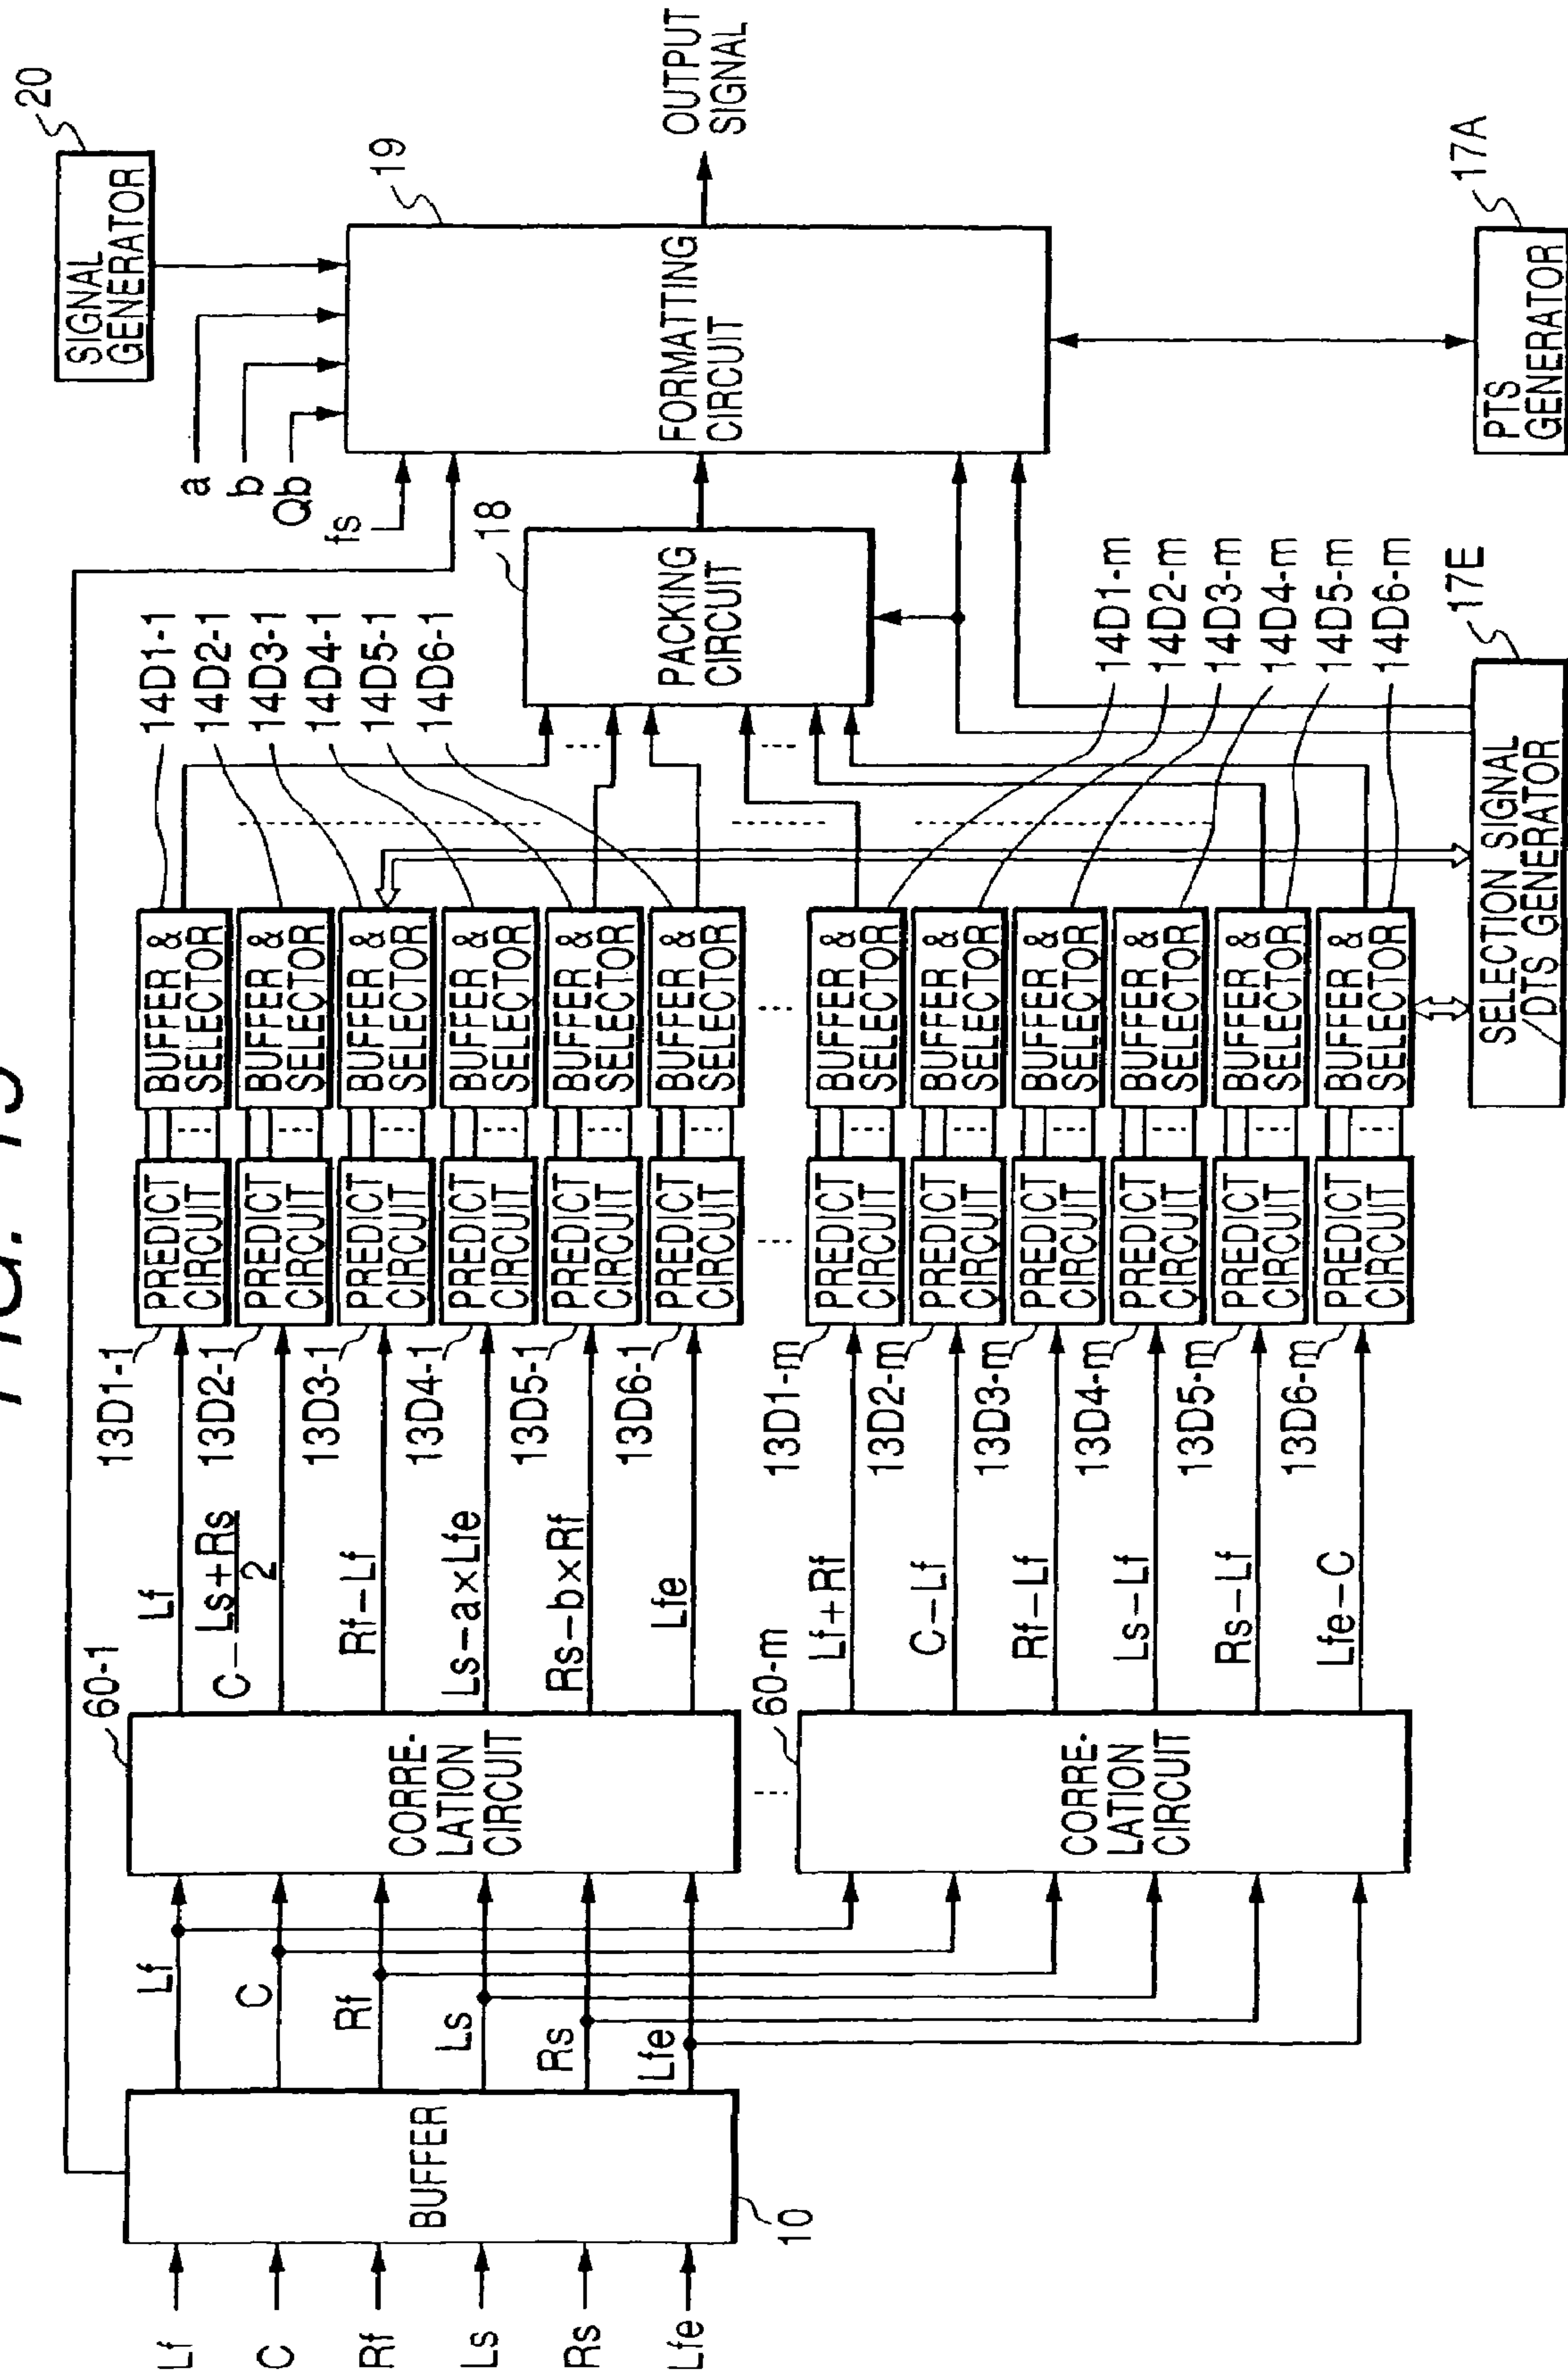 Lf
C
Rf
Ls
Rs
Lfe
BUFFER
10
Lf
C
Rf
Ls
Rs
Lfe
60-1
CORRE-
LATION
CIRCUIT
60-m
CORRE-
LATION
CIRCUIT
Lf
C-Ls+Rs
2
Rf-Lf
Ls-a×Lfe
Rs-b×Rf
Lfe
Lf+Rf
C-Lf
Rf-Lf
Ls-Lf
Rs-Lf
Lfe-C
13D1-1
13D2-1
13D3-1
13D4-1
13D5-1
13D6-1
13D1-m
13D2-m
13D3-m
13D4-m
13D5-m
13D6-m
PREDICT
CIRCUIT
PREDICT
CIRCUIT
PREDICT
CIRCUIT
PREDICT
CIRCUIT
PREDICT
CIRCUIT
PREDICT
CIRCUIT
PREDICT
CIRCUIT
PREDICT
CIRCUIT
PREDICT
CIRCUIT
PREDICT
CIRCUIT
PREDICT
CIRCUIT
PREDICT
CIRCUIT
BUFFER &
SELECTOR
BUFFER &
SELECTOR
BUFFER &
SELECTOR
BUFFER &
SELECTOR
BUFFER &
SELECTOR
BUFFER &
SELECTOR
BUFFER &
SELECTOR
BUFFER &
SELECTOR
BUFFER &
SELECTOR
BUFFER &
SELECTOR
BUFFER &
SELECTOR
BUFFER &
SELECTOR
14D1-1
14D2-1
14D3-1
14D4-1
14D5-1
14D6-1
14D1-m
14D2-m
14D3-m
14D4-m
14D5-m
14D6-m
SELECTION SIGNAL
/DTS GENERATOR
17E
PACKING
CIRCUIT
18
a
b
Qb
fs
SIGNAL
GENERATOR
20
FORMATTING
CIRCUIT
19
PTS
GENERATOR
17A
OUTPUT
SIGNAL